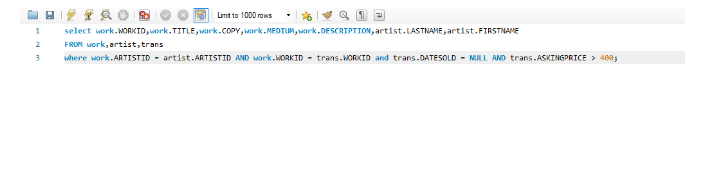 Limit to 1000 rows
1 select work.WORKID,work.TITLE,work.COPY,work.MEDIUM,work.DESCRIPTION,artist.LASTNAME,artist.FIRSTNAME
2 FROM work,artist,trans
3 where work.ARTISTID = artist.ARTISTID AND work.WORKID = trans.WORKID and trans.DATESOLD = NULL AND trans.ASKINGPRICE > 400;